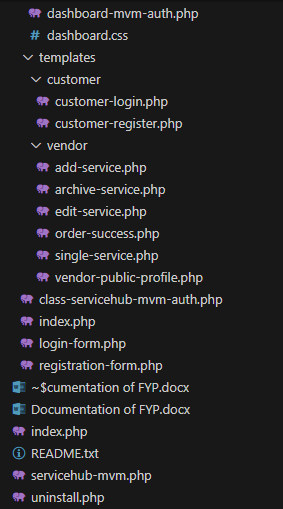 dashboard-mvm-auth.php
dashboard.css
templates
customer
customer-login.php
customer-register.php
vendor
add-service.php
archive-service.php
edit-service.php
order-success.php
single-service.php
vendor-public-profile.php
class-servicehub-mvm-auth.php
index.php
login-form.php
registration-form.php
~$cumentation of FYP.docx
Documentation of FYP.docx
index.php
README.txt
servicehub-mvm.php
uninstall.php